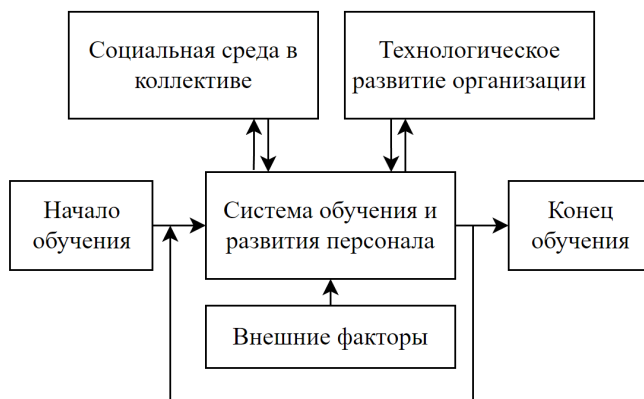 Социальная среда в
коллективе
Технологическое
развитие организации
Начало
обучения
Система обучения и
развития персонала
Конец
обучения
Внешние факторы